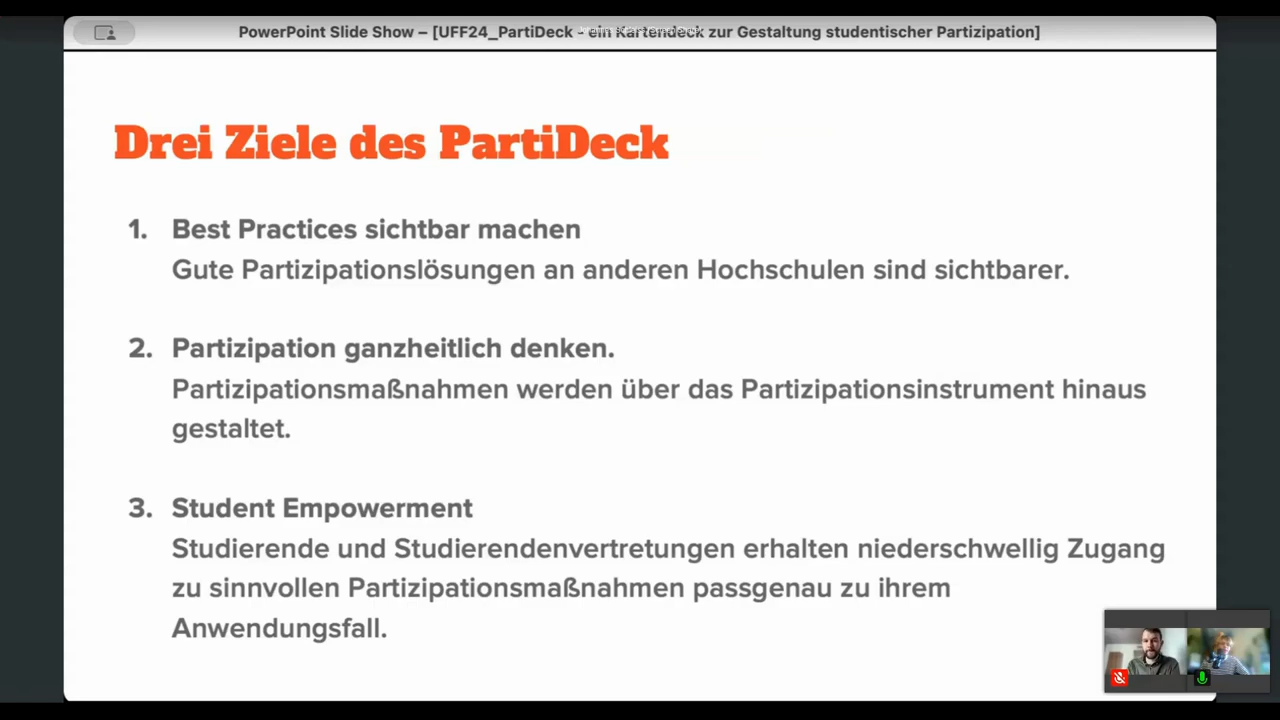 PowerPoint Slide Show – [UFF24_PartiDeck - ein Kartendeck zur Gestaltung studentischer Partizipation]
Drei Ziele des PartiDeck
1. Best Practices sichtbar machen
Gute Partizipationslösungen an anderen Hochschulen sind sichtbarer.
2. Partizipation ganzheitlich denken.
Partizipationsmaßnahmen werden über das Partizipationsinstrument hinaus
gestaltet.
3. Student Empowerment
Studierende und Studierendenvertretungen erhalten niederschwellig Zugang
zu sinnvollen Partizipationsmaßnahmen passgenau zu ihrem
Anwendungsfall.